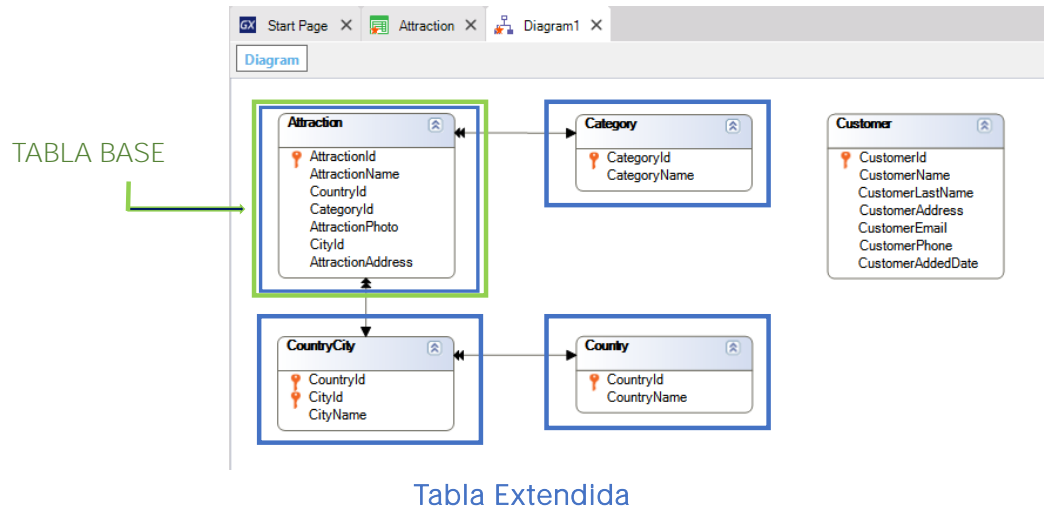 GX Start Page Attraction Diagram1
Diagram
TABLA BASE
Attraction
AttractionId
AttractionName
CountryId
CategoryId
AttractionPhoto
CityId
AttractionAddress
Category
CategoryId
CategoryName
Customer
CustomerId
CustomerName
CustomerLastName
CustomerAddress
CustomerEmail
CustomerPhone
CustomerAddedDate
CountryCity
CountryId
CityId
CityName
Country
CountryId
CountryName
Tabla Extendida